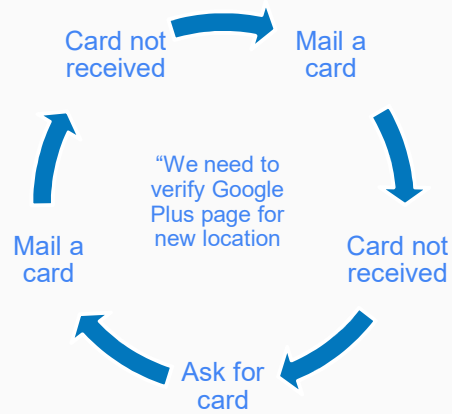 Card not
received
Mail a
card
“We need to
verify Google
Plus page for
new location
Mail a
card
Card not
received
Ask for
card